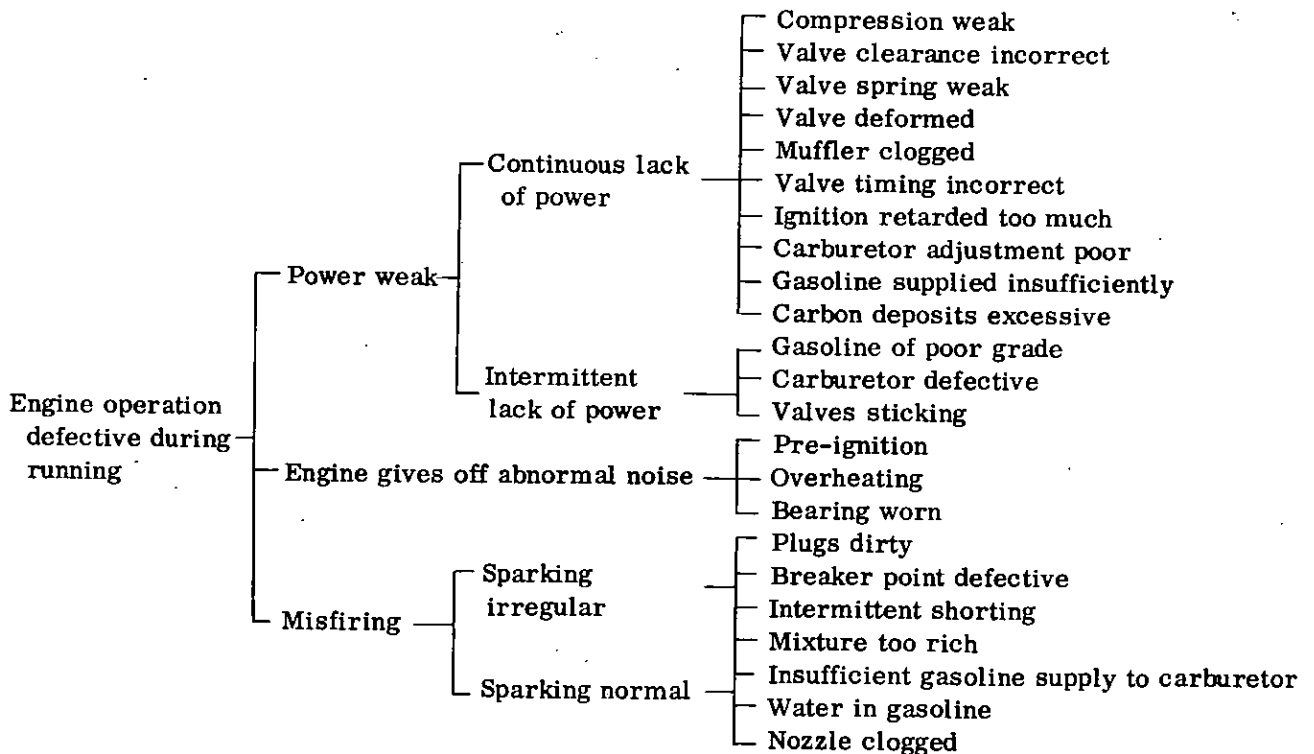 Engine operation
defective during
running
Power weak
Continuous lack
of power
Compression weak
Valve clearance incorrect
Valve spring weak
Valve deformed
Muffler clogged
Valve timing incorrect
Ignition retarded too much
Carburetor adjustment poor
Gasoline supplied insufficiently
Carbon deposits excessive
Intermittent
lack of power
Gasoline of poor grade
Carburetor defective
Valves sticking
Engine gives off abnormal noise
Pre-ignition
Overheating
Bearing worn
Misfiring
Sparking
irregular
Plugs dirty
Breaker point defective
Intermittent shorting
Mixture too rich
Sparking normal
Insufficient gasoline supply to carburetor
Water in gasoline
Nozzle clogged